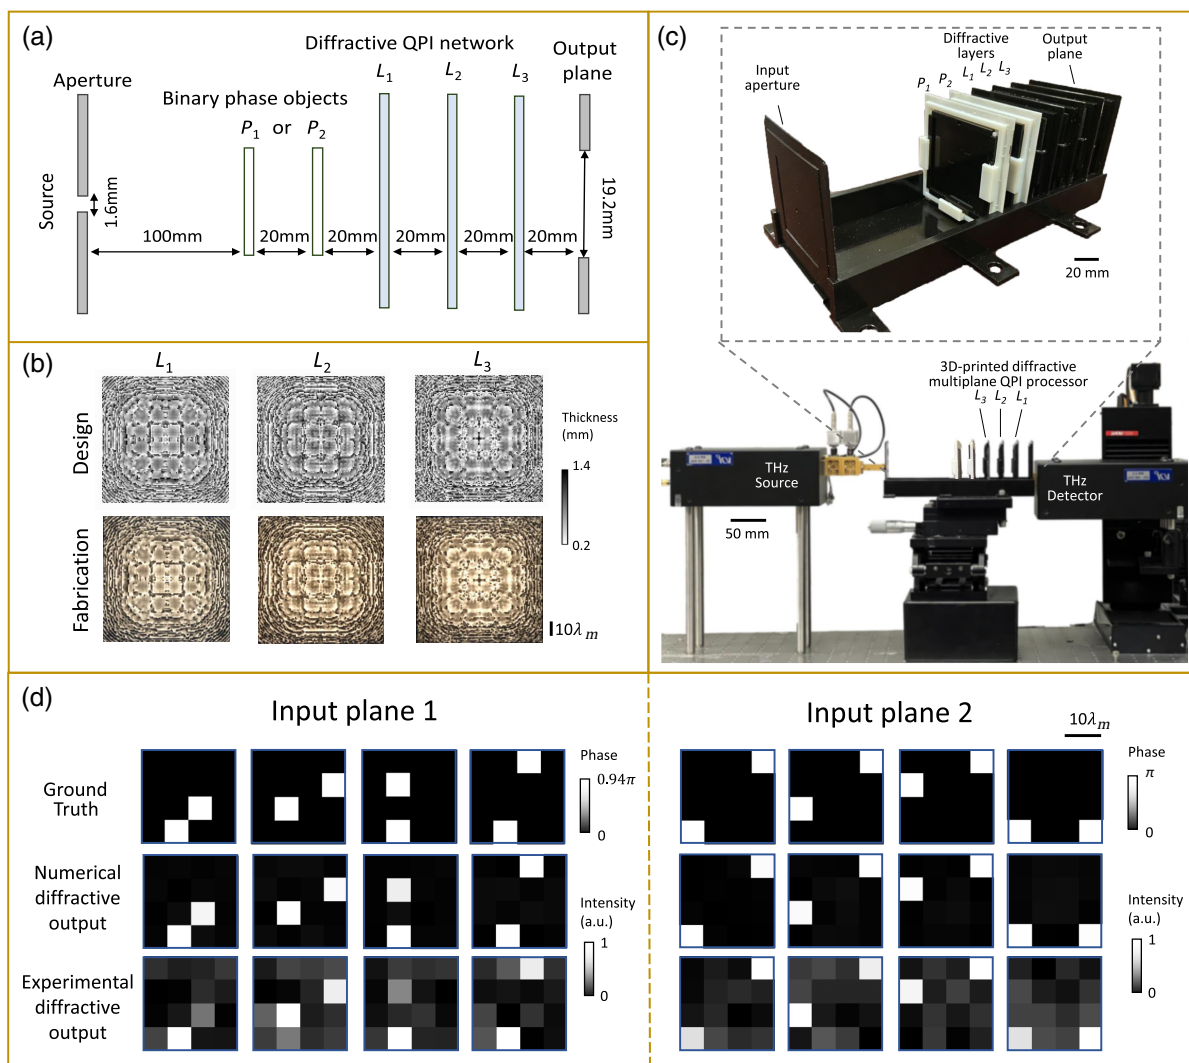 (a)
Diffractive QPI network
Output
plane
Aperture
L1 L2 L3
Binary phase objects
P1 or P2
Source
1.6mm
19.2mm
100mm 20mm 20mm 20mm 20mm 20mm
(b)
L1 L2 L3
Design
Fabrication
Thickness
(mm)
1.4
0.2
10λm
(c)
Input
aperture
Diffractive
layers
P1 P2 L1 L2 L3
Output
plane
20 mm
3D-printed diffractive
multiplane QPI processor
L3 L2 L1
THz
Source
THz
Detector
50 mm
(d)
Input plane 1
Input plane 2
10λm
Ground
Truth
Phase
0.94π
0
Phase
π
0
Numerical
diffractive
output
Intensity
(a.u.)
1
0
Intensity
(a.u.)
1
0
Experimental
diffractive
output